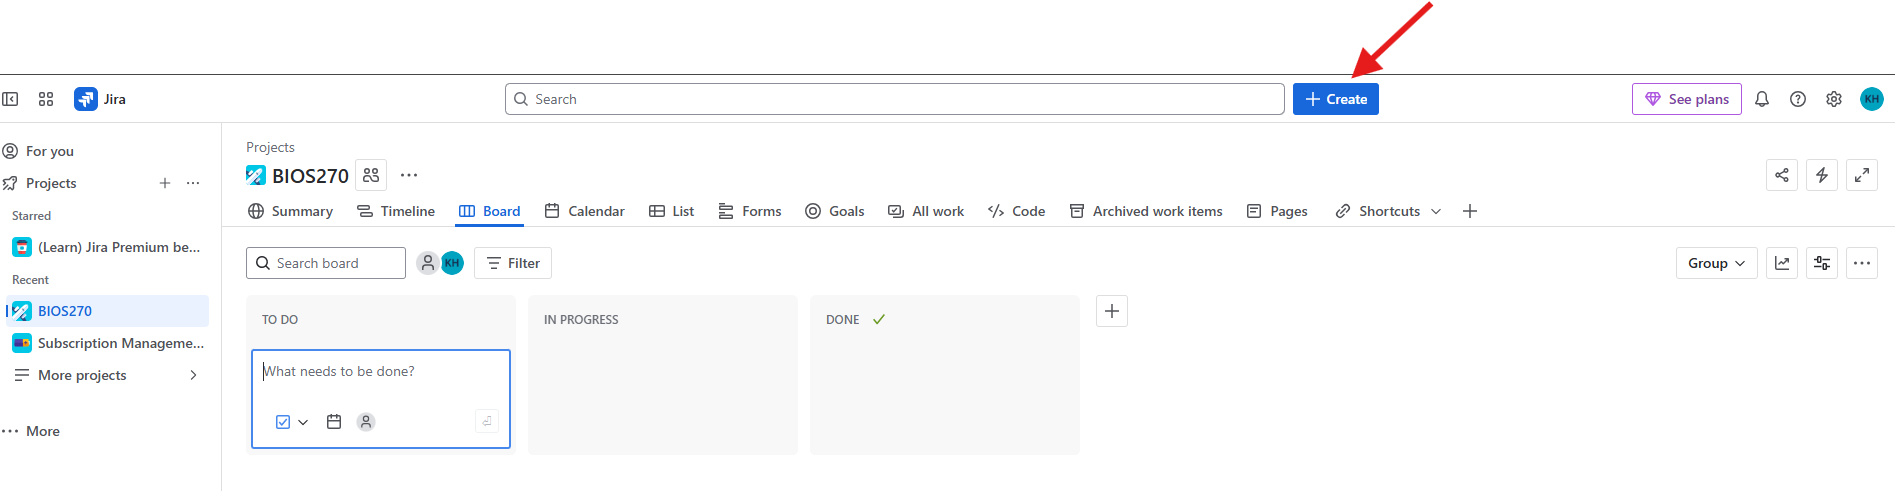 Jira
Search
Create
See plans
KH
For you
Projects
Starred
(Learn) Jira Premium be...
Recent
BIOS270
Subscription Manageme...
More projects
More
Projects
BIOS270
Summary
Timeline
Board
Calendar
List
Forms
Goals
All work
Code
Archived work items
Pages
Shortcuts
Search board
KH
Filter
Group
TO DO
IN PROGRESS
DONE
What needs to be done?